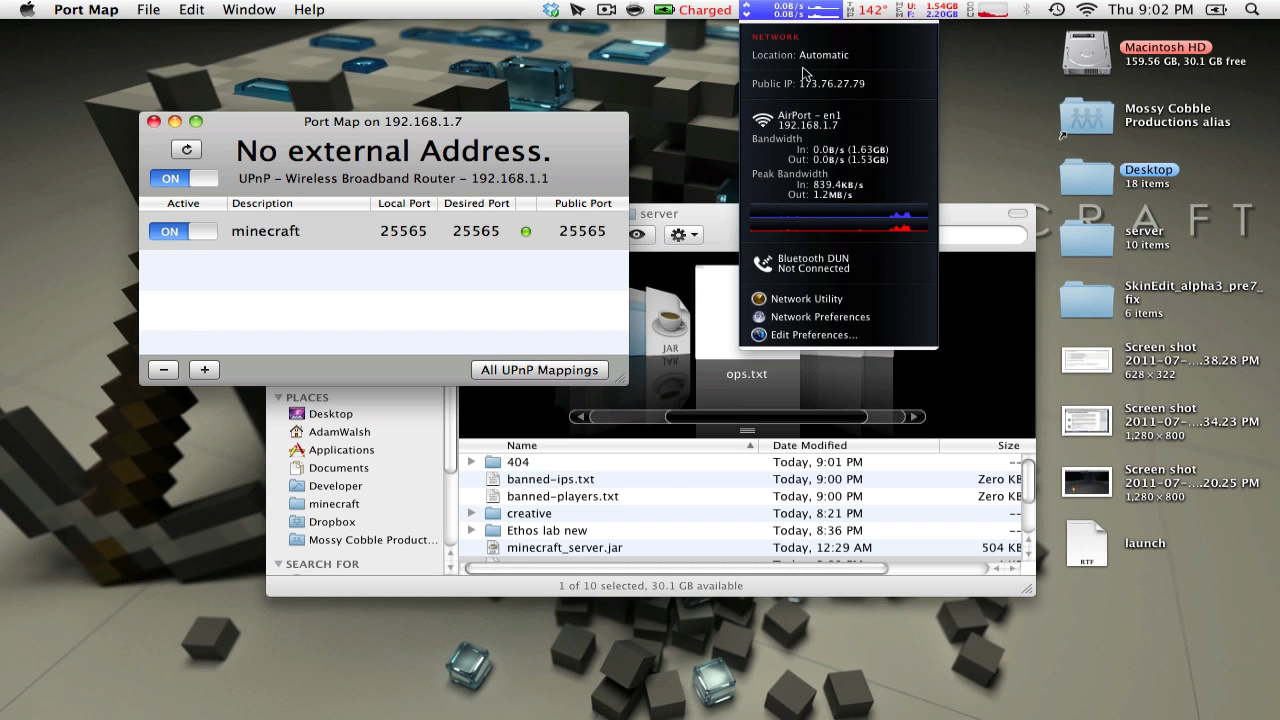 Port Map File Edit Window Help
0.0B/s
0.0B/s
142°
U: 1.54GB
F: 2.20GB
Charged
Thu 9:02 PM
NETWORK
Location: Automatic
Public IP: 173.76.27.79
AirPort - en1
192.168.1.7
Bandwidth
In: 0.0B/s (1.63GB)
Out: 0.0B/s (1.53GB)
Peak Bandwidth
In: 839.4KB/s
Out: 1.2MB/s
Bluetooth DUN
Not Connected
Network Utility
Network Preferences
Edit Preferences...
Port Map on 192.168.1.7
No external Address.
ON
UPnP - Wireless Broadband Router - 192.168.1.1
Active Description Local Port Desired Port Public Port
ON minecraft 25565 25565 25565
All UPnP Mappings
server
JAR
ops.txt
PLACES
Desktop
AdamWalsh
Applications
Documents
Developer
minecraft
Dropbox
Mossy Cobble Product...
SEARCH FOR
Name Date Modified Size
404 Today, 9:01 PM --
banned-ips.txt Today, 9:00 PM Zero KB
banned-players.txt Today, 9:00 PM Zero KB
creative Today, 8:21 PM --
Ethos lab new Today, 8:36 PM --
minecraft_server.jar Today, 12:29 AM 504 KB
1 of 10 selected, 30.1 GB available
CRAFT
Macintosh HD
159.56 GB, 30.1 GB free
Mossy Cobble
Productions alias
Desktop
18 items
server
10 items
SkinEdit_alpha3_pre7_
fix
6 items
Screen shot
2011-07-....38.28 PM
628 × 322
Screen shot
2011-07-....34.23 PM
1,280 × 800
Screen shot
2011-07-....20.25 PM
1,280 × 800
RTF
launch